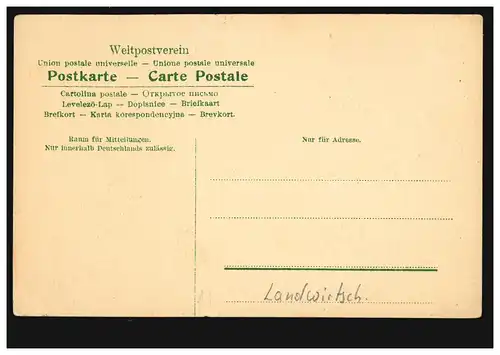 Weltpostverein
Union postale universelle — Unione postale universale
Postkarte — Carte Postale
Cartolina postale — Открытое письмо
Levelező-Lap — Dopisnice — Briefkaart
Brefkort — Karta korespondencyjna — Brevkort.
Raum für Mitteilungen.
Nur innerhalb Deutschlands zulässig.
Nur für Adresse.
Landwirtsch.